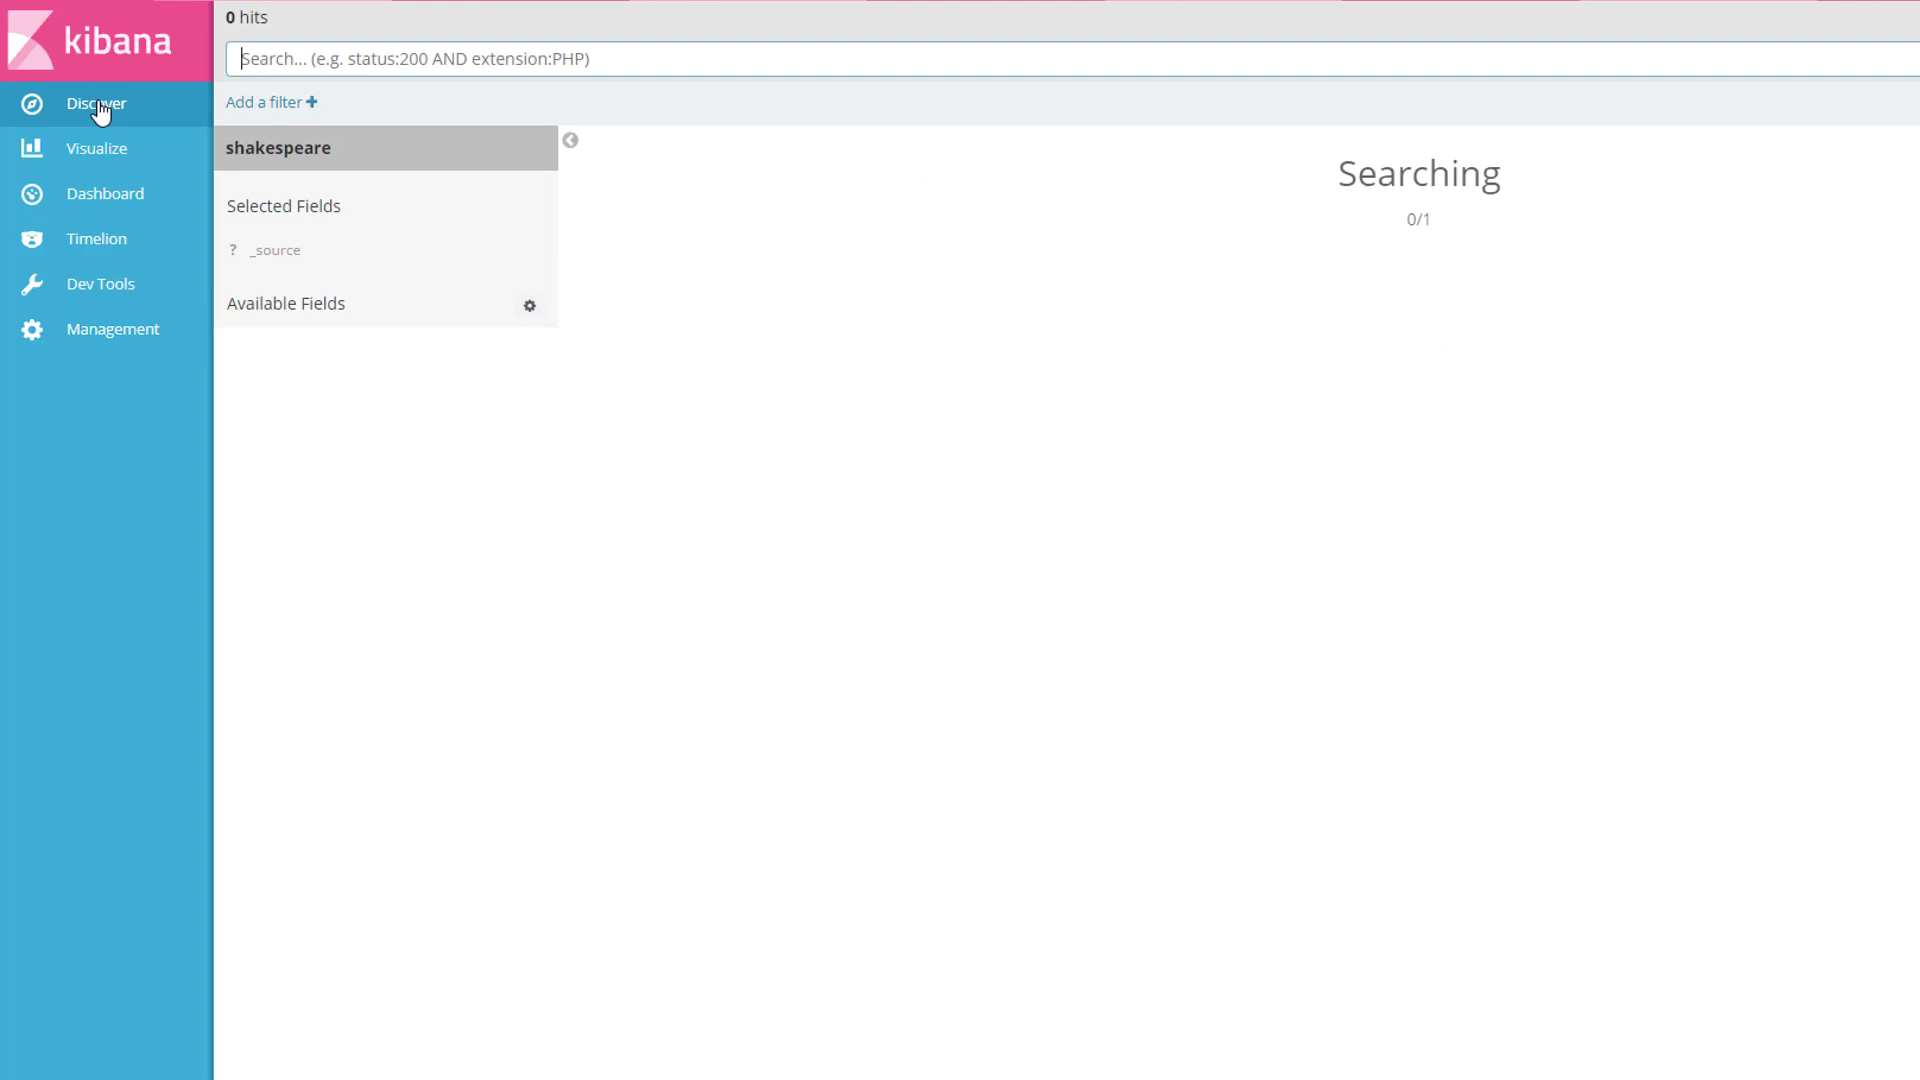 kibana
Discover
Visualize
Dashboard
Timelion
Dev Tools
Management
0 hits
Search... (e.g. status:200 AND extension:PHP)
Add a filter +
shakespeare
Selected Fields
? _source
Available Fields
Searching
0/1